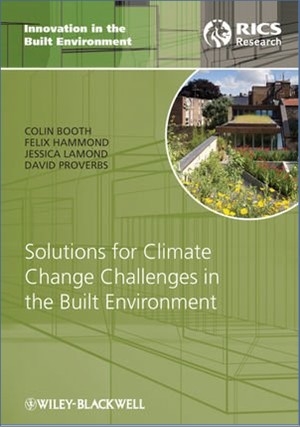 Innovation in the
Built Environment
RICS
Research
COLIN BOOTH
FELIX HAMMOND
JESSICA LAMOND
DAVID PROVERBS
Solutions for Climate
Change Challenges in
the Built Environment
WILEY-BLACKWELL